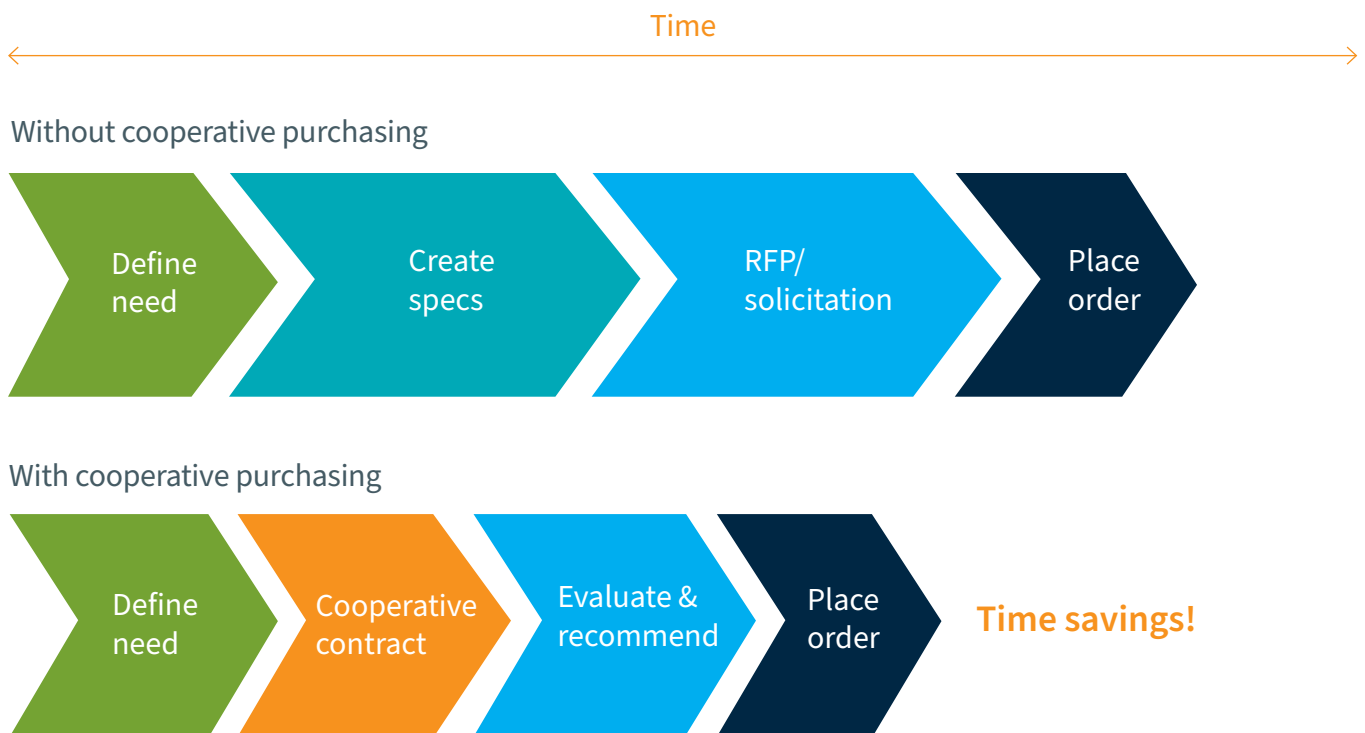 Time
Without cooperative purchasing
Define
need
Create
specs
RFP/
solicitation
Place
order
With cooperative purchasing
Define
need
Cooperative
contract
Evaluate &
recommend
Place
order
Time savings!